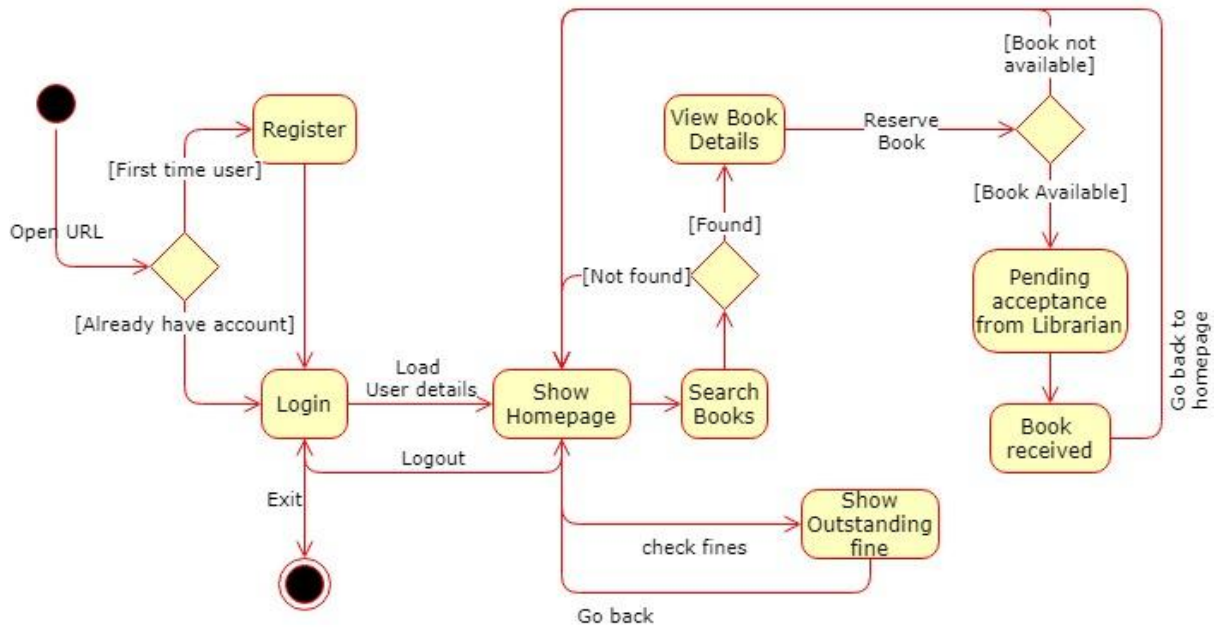 [Book not
available]
Register
View Book
Details
Reserve
Book
[First time user]
[Book Available]
Open URL
[Found]
[Not found]
Pending
acceptance
from Librarian
[Already have account]
Go back to
homepage
Load
User details
Login
Show
Homepage
Search
Books
Book
received
Logout
Exit
Show
Outstanding
fine
check fines
Go back